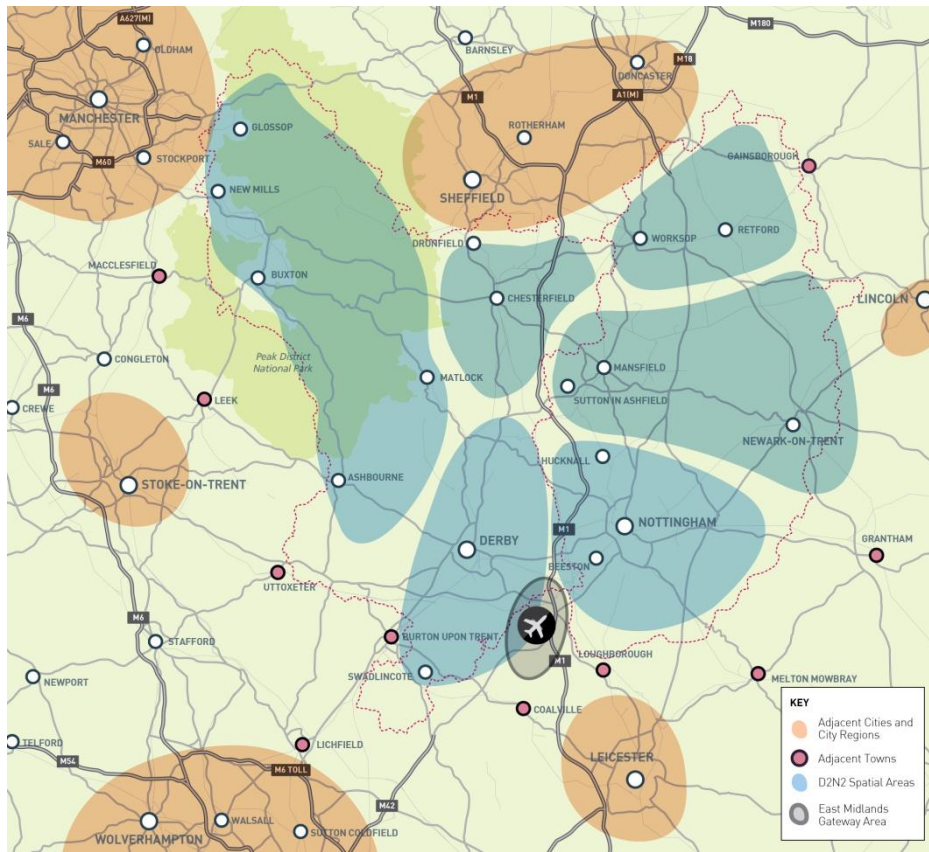 A627(M)
M180
OLDHAM
BARNSLEY
DONCASTER
M18
M1
A1(M)
MANCHESTER
GLOSSOP
ROTHERHAM
SALE
M60
STOCKPORT
GAINSBOROUGH
NEW MILLS
SHEFFIELD
DRONFIELD
WORKSOP
RETFORD
MACCLESFIELD
BUXTON
CHESTERFIELD
LINCOLN
M6
CONGLETON
Peak District
National Park
MATLOCK
MANSFIELD
M6
LEEK
SUTTON IN ASHFIELD
CREWE
NEWARK-ON-TRENT
HUCKNALL
STOKE-ON-TRENT
ASHBOURNE
M1
NOTTINGHAM
DERBY
GRANTHAM
BEESTON
UTTOXETER
M6
STAFFORD
BURTON UPON TRENT
M1
LOUGHBOROUGH
SWADLINCOTE
NEWPORT
MELTON MOWBRAY
COALVILLE
TELFORD
LICHFIELD
M54
M6 TOLL
LEICESTER
M42
WOLVERHAMPTON
WALSALL
SUTTON COLDFIELD
KEY
Adjacent Cities and
City Regions
Adjacent Towns
D2N2 Spatial Areas
East Midlands
Gateway Area